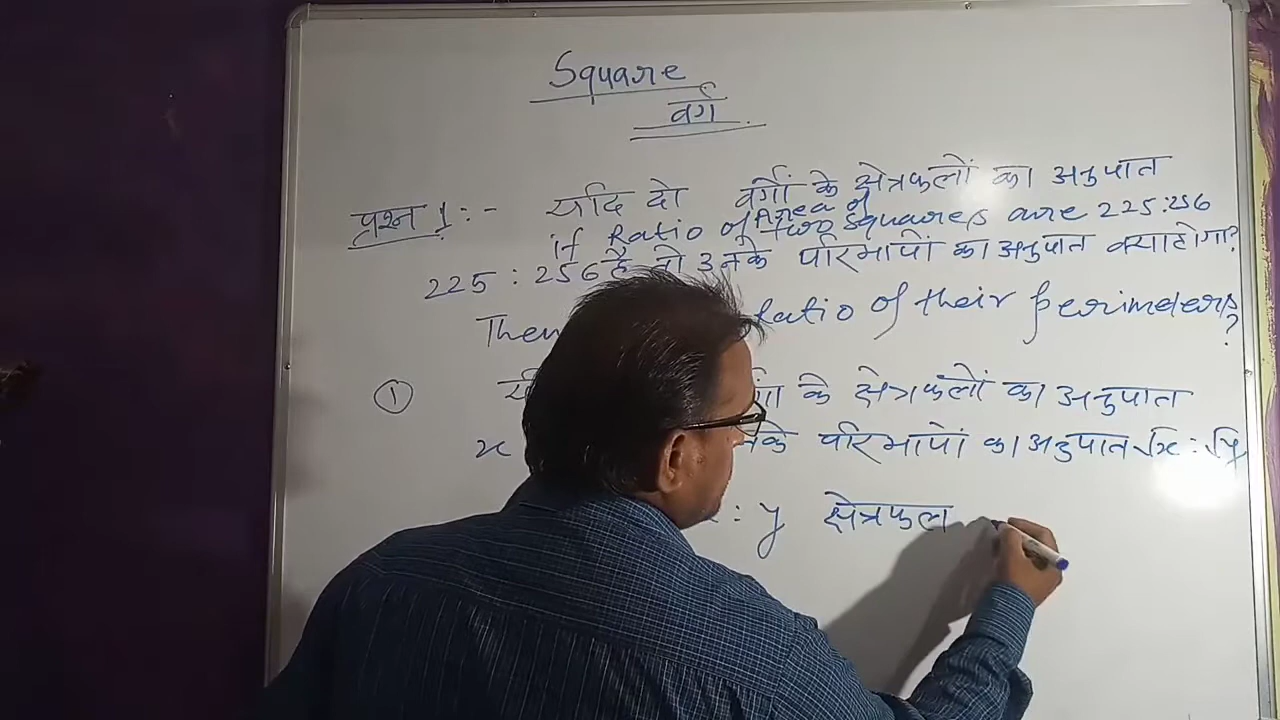 Square
वर्ग
प्रश्न 1:- यदि दो वर्गों के क्षेत्रफलों का अनुपात
if Ratio of Area of two squares are 225:256
225 : 256 है तो उनके परिमापों का अनुपात क्या होगा?
Then Ratio of their perimeters?
① के क्षेत्रफलों का अनुपात
x के परिमापों का अनुपात √x : √y
: y क्षेत्रफल